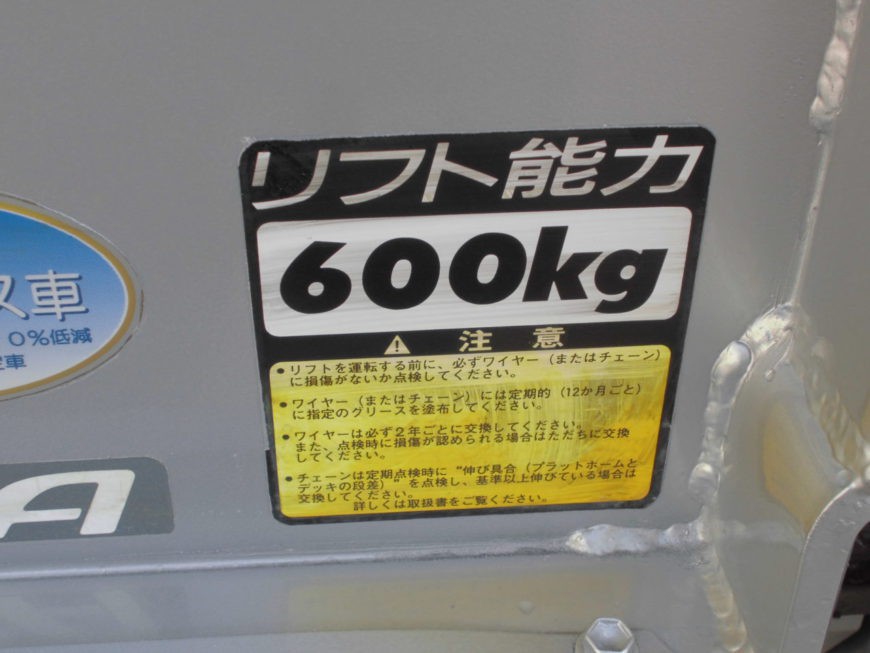 リフト能力
600kg
注意
•リフトを運転する前に、必ずワイヤー（またはチェーン）
に損傷がないか点検してください。
•ワイヤー（またはチェーン）には定期的（12か月ごと）
に指定のグリースを塗布してください。
•ワイヤーは必ず2年ごとに交換してください。
また、点検時に損傷が認められる場合はただちに交換
してください。
•チェーンは定期点検時に“伸び具合（プラットホームと
デッキの段差）”を点検し、基準以上伸びている場合は
交換してください。
詳しくは取扱書をご覧ください。
ス車
0％低減
車
A